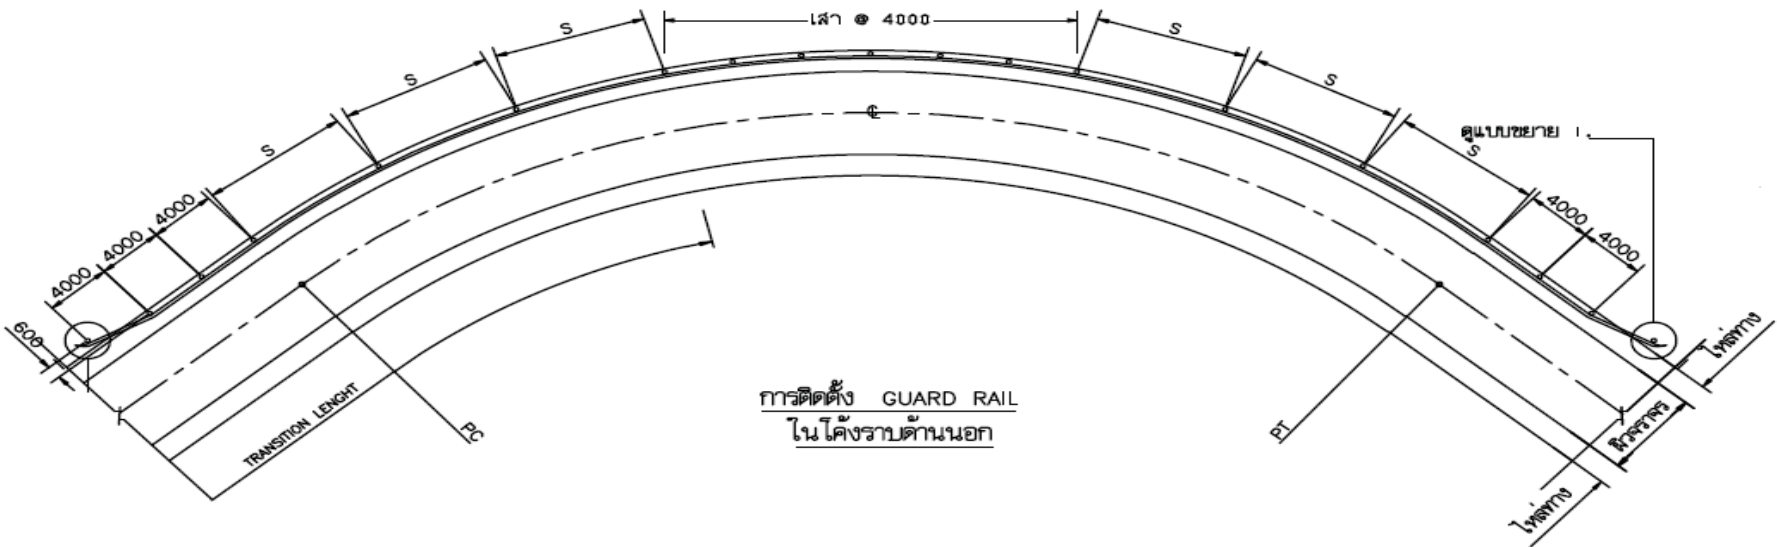 เสา @ 4000
S
S
S
S
S
S
ดูแบบขยาย 1.
4000
4000
4000
600
4000
4000
℄
TRANSITION LENGHT
PC
PT
การติดตั้ง GUARD RAIL
ในโค้งราบด้านนอก
ไหล่ทาง
ผิวจราจร
ไหล่ทาง